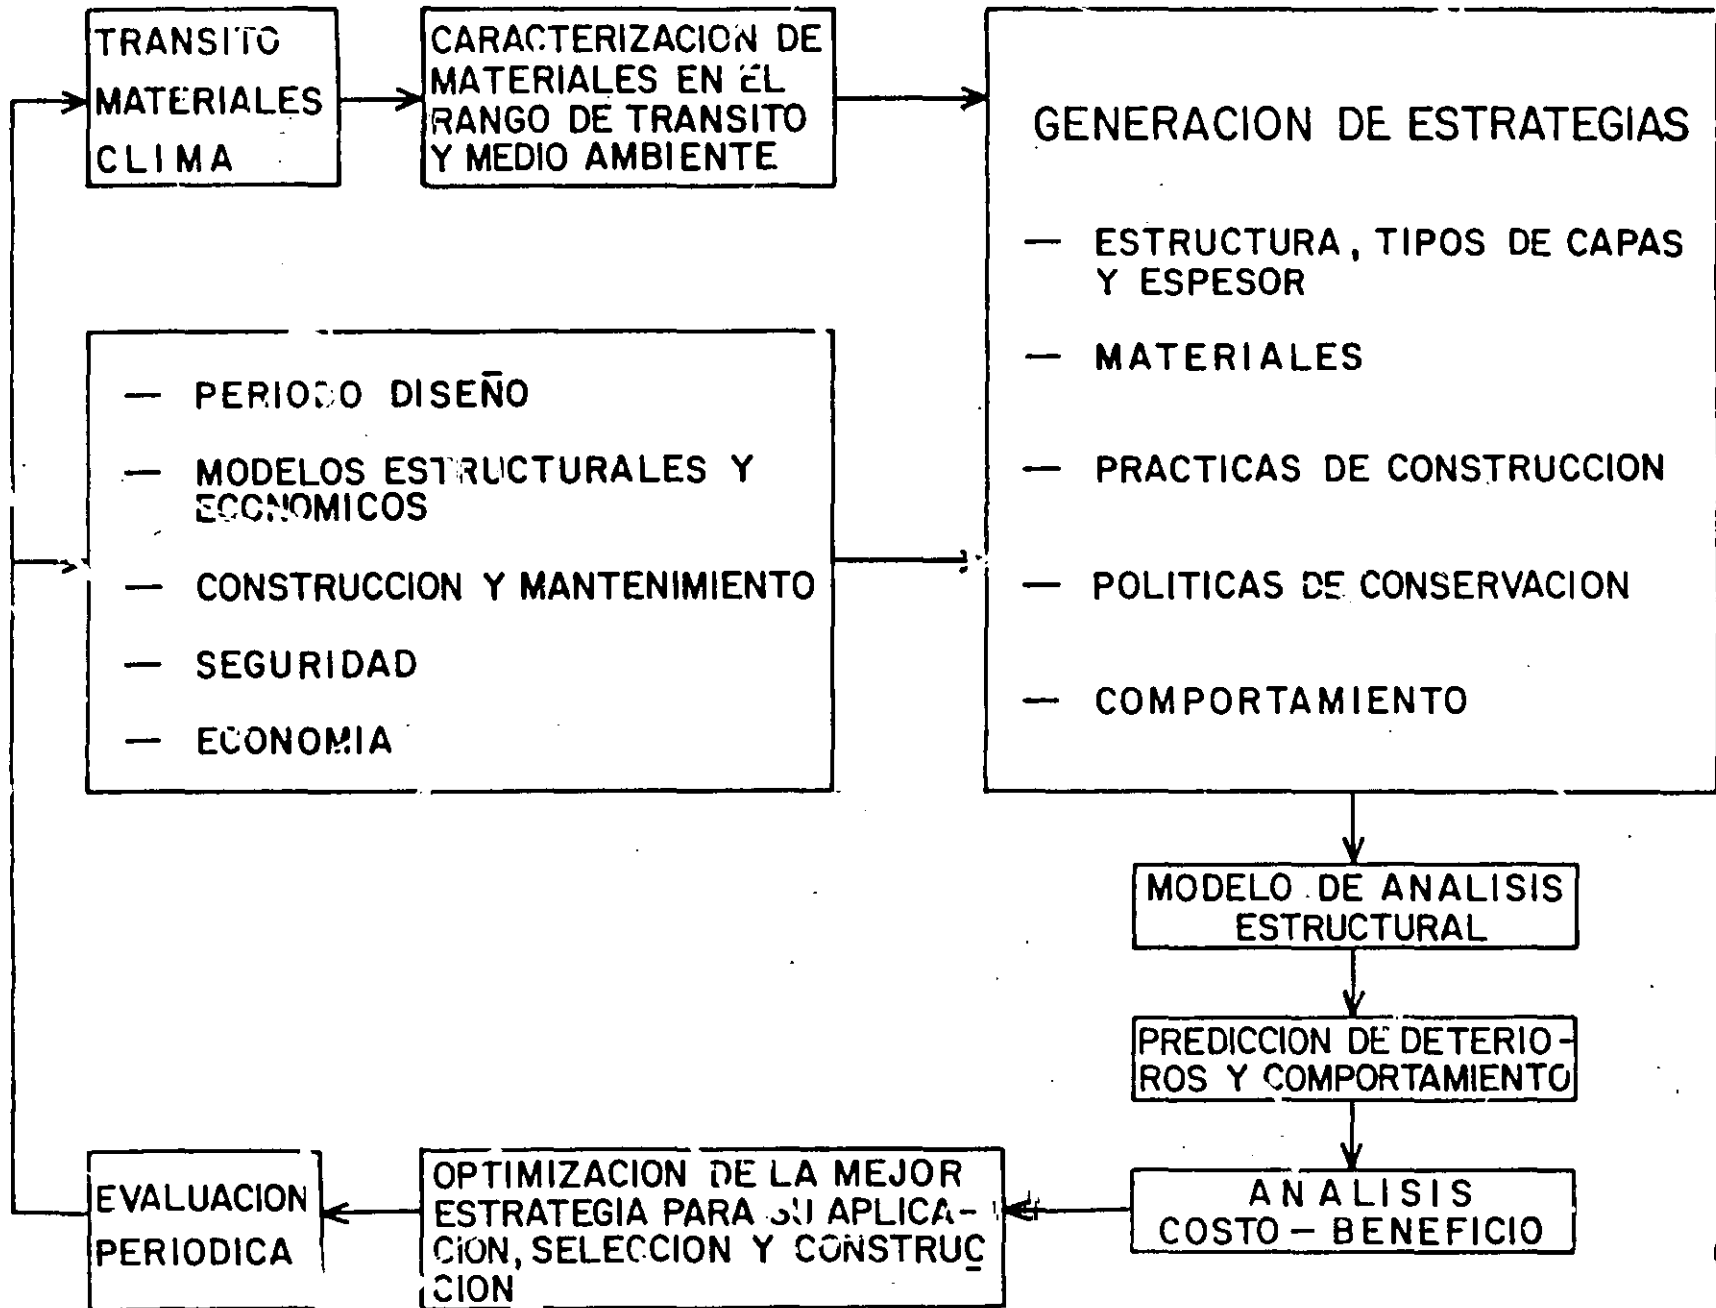 TRANSITO
MATERIALES
CLIMA
CARACTERIZACION DE
MATERIALES EN EL
RANGO DE TRANSITO
Y MEDIO AMBIENTE
GENERACION DE ESTRATEGIAS
— ESTRUCTURA, TIPOS DE CAPAS
Y ESPESOR
— MATERIALES
— PRACTICAS DE CONSTRUCCION
— POLITICAS DE CONSERVACION
— COMPORTAMIENTO
— PERIODO DISEÑO
— MODELOS ESTRUCTURALES Y
ECONOMICOS
— CONSTRUCCION Y MANTENIMIENTO
— SEGURIDAD
— ECONOMIA
MODELO DE ANALISIS
ESTRUCTURAL
PREDICCION DE DETERIO-
ROS Y COMPORTAMIENTO
ANALISIS
COSTO - BENEFICIO
OPTIMIZACION DE LA MEJOR
ESTRATEGIA PARA SU APLICA-
CION, SELECCION Y CONSTRUC
CION
EVALUACION
PERIODICA